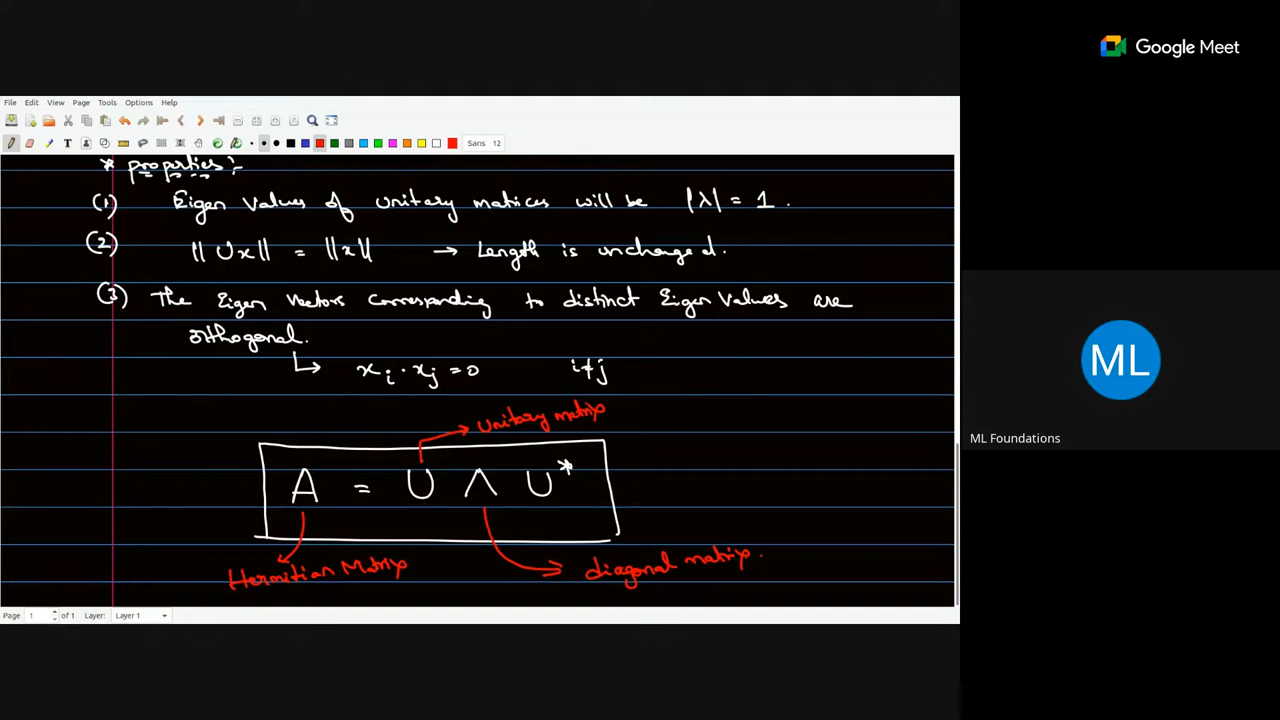 Google Meet
File Edit View Page Tools Options Help
Sans 12
* properties:-
(1) Eigen Values of unitary matrices will be |λ| = 1.
(2) ||Ux|| = ||x|| → Length is unchanged.
(3) The Eigen vectors corresponding to distinct Eigen Values are
orthogonal.
↳ xᵢ · xⱼ = 0 i≠j
Unitary matrix
A = U Λ U*
Hermitian Matrix
diagonal matrix.
ML
ML Foundations
Page 1 of 1 Layer: Layer 1